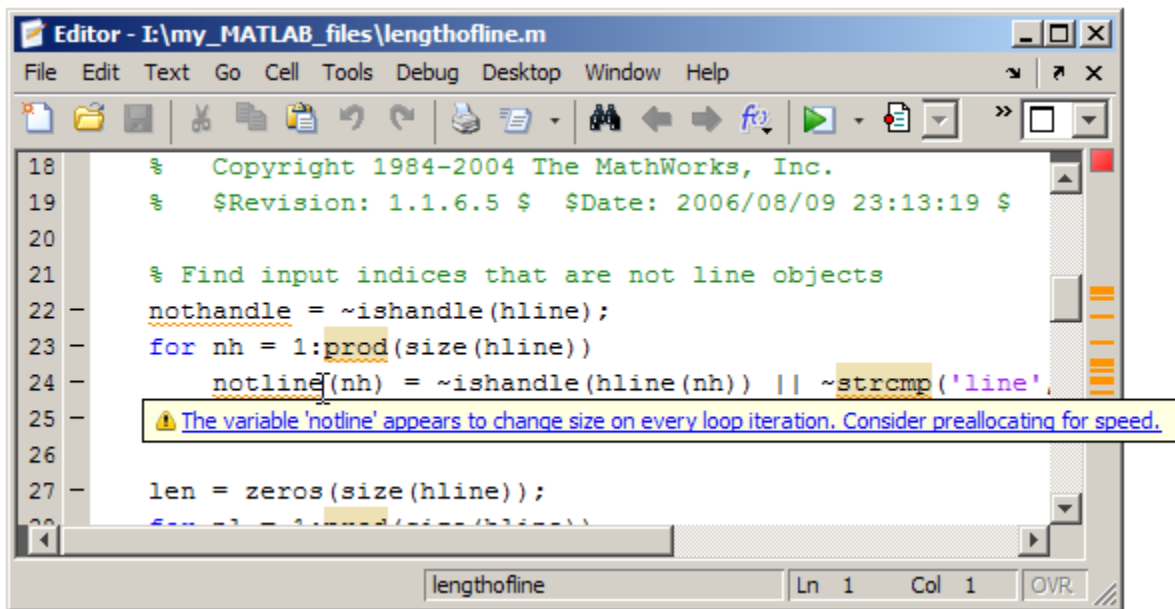 Editor - I:\my_MATLAB_files\lengthofline.m
File Edit Text Go Cell Tools Debug Desktop Window Help
18 % Copyright 1984-2004 The MathWorks, Inc.
19 % $Revision: 1.1.6.5 $ $Date: 2006/08/09 23:13:19 $
20
21 % Find input indices that are not line objects
22 - nothandle = ~ishandle(hline);
23 - for nh = 1:prod(size(hline))
24 - notline(nh) = ~ishandle(hline(nh)) || ~strcmp('line',
25 - The variable 'notline' appears to change size on every loop iteration. Consider preallocating for speed.
26
27 - len = zeros(size(hline));
lengthofline Ln 1 Col 1 OVR